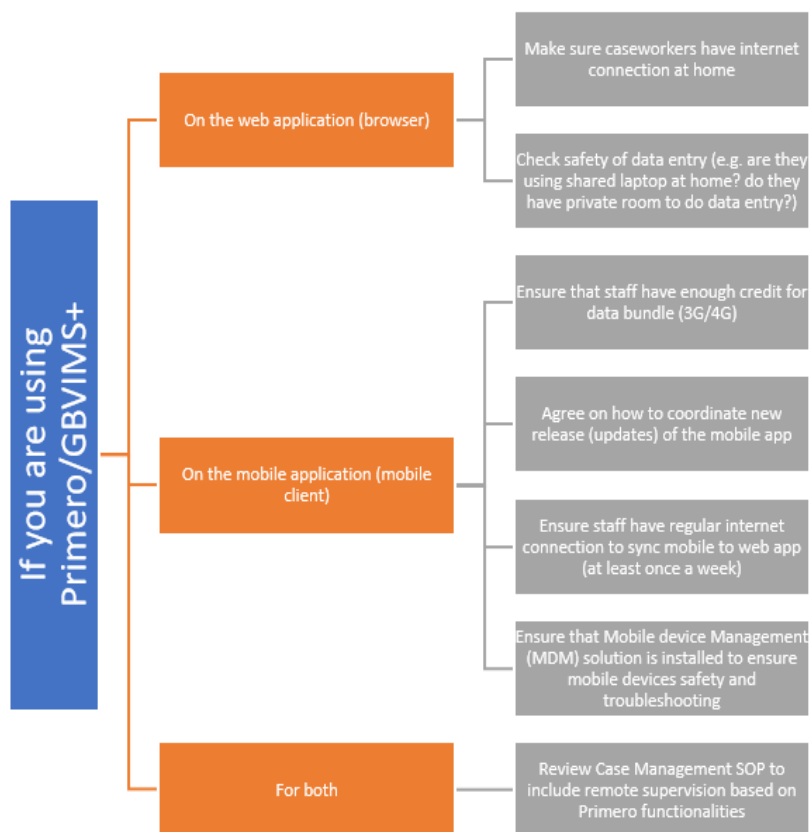 If you are using
Primero/GBVIMS+
On the web application (browser)
Make sure caseworkers have internet
connection at home
Check safety of data entry (e.g. are they
using shared laptop at home? do they
have private room to do data entry?)
On the mobile application (mobile
client)
Ensure that staff have enough credit for
data bundle (3G/4G)
Agree on how to coordinate new
release (updates) of the mobile app
Ensure staff have regular internet
connection to sync mobile to web app
(at least once a week)
Ensure that Mobile device Management
(MDM) solution is installed to ensure
mobile devices safety and
troubleshooting
For both
Review Case Management SOP to
include remote supervision based on
Primero functionalities